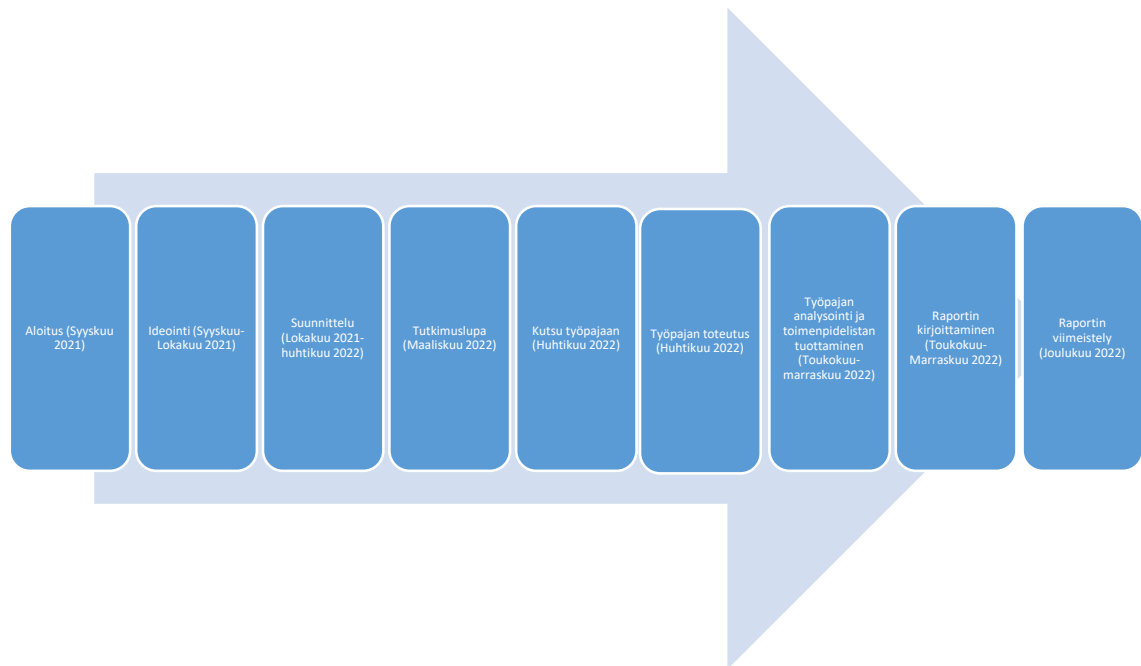 Aloitus (Syyskuu
2021)
Ideointi (Syyskuu-
Lokakuu 2021)
Suunnittelu
(Lokakuu 2021-
huhtikuu 2022)
Tutkimuslupa
(Maaliskuu 2022)
Kutsu työpajaan
(Huhtikuu 2022)
Työpajan toteutus
(Huhtikuu 2022)
Työpajan
analysointi ja
toimenpidelistan
tuottaminen
(Toukokuu-
marraskuu 2022)
Raportin
kirjoittaminen
(Toukokuu-
Marraskuu 2022)
Raportin
viimeistely
(Joulukuu 2022)